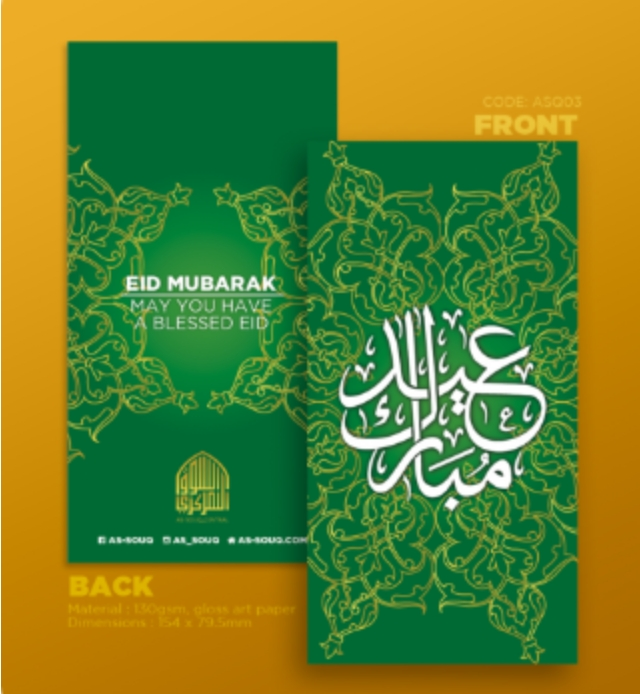 CODE: ASQ03
FRONT
EID MUBARAK
MAY YOU HAVE
A BLESSED EID
عيد
مبارك
AS-SOUQ AS_SOUQ AS-SOUQ.COM
BACK
Material : 130gsm, gloss art paper
Dimensions : 154 x 79.5mm